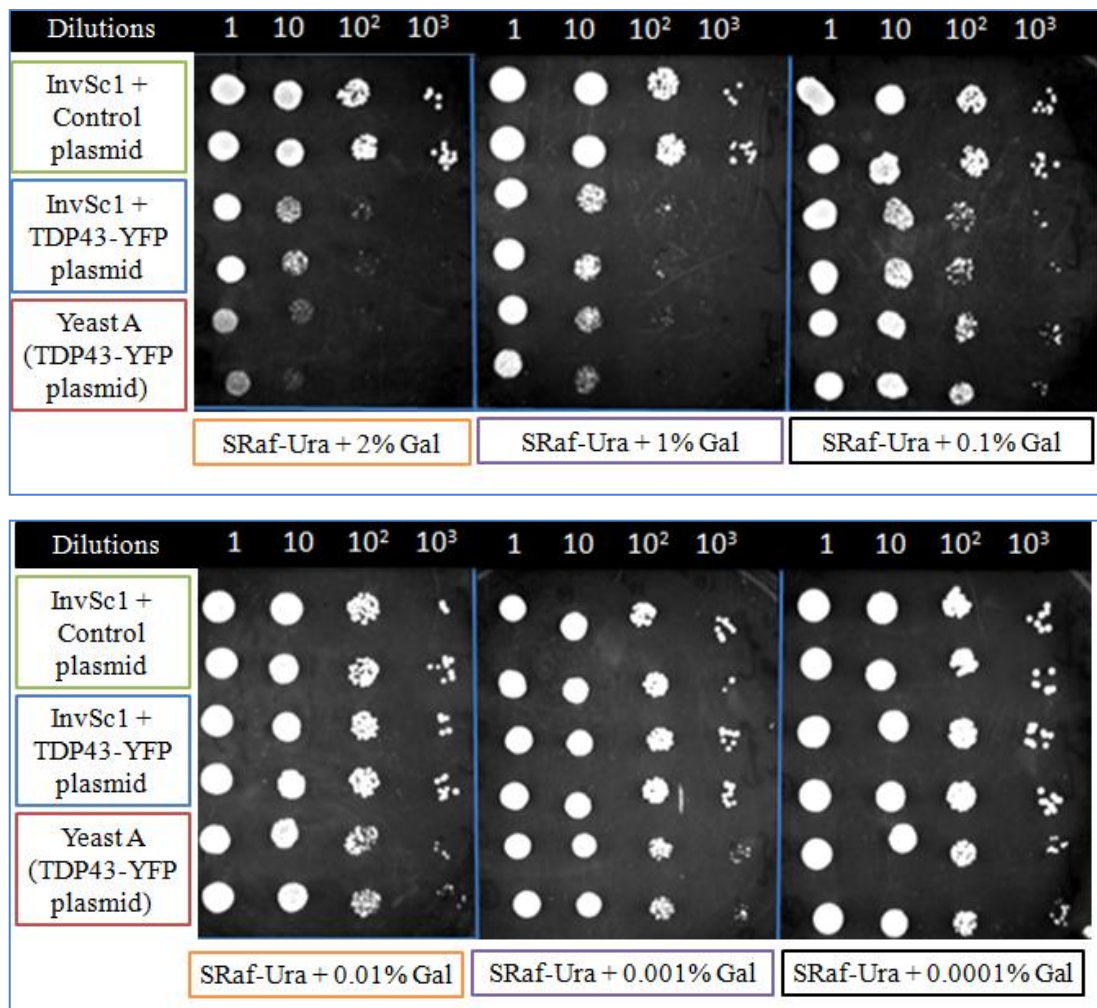 Dilutions 1 10 10² 10³ 1 10 10² 10³ 1 10 10² 10³
InvSc1 +
Control
plasmid
InvSc1 +
TDP43-YFP
plasmid
Yeast A
(TDP43-YFP
plasmid)
SRaf-Ura + 2% Gal SRaf-Ura + 1% Gal SRaf-Ura + 0.1% Gal
Dilutions 1 10 10² 10³ 1 10 10² 10³ 1 10 10² 10³
InvSc1 +
Control
plasmid
InvSc1 +
TDP43-YFP
plasmid
Yeast A
(TDP43-YFP
plasmid)
SRaf-Ura + 0.01% Gal SRaf-Ura + 0.001% Gal SRaf-Ura + 0.0001% Gal